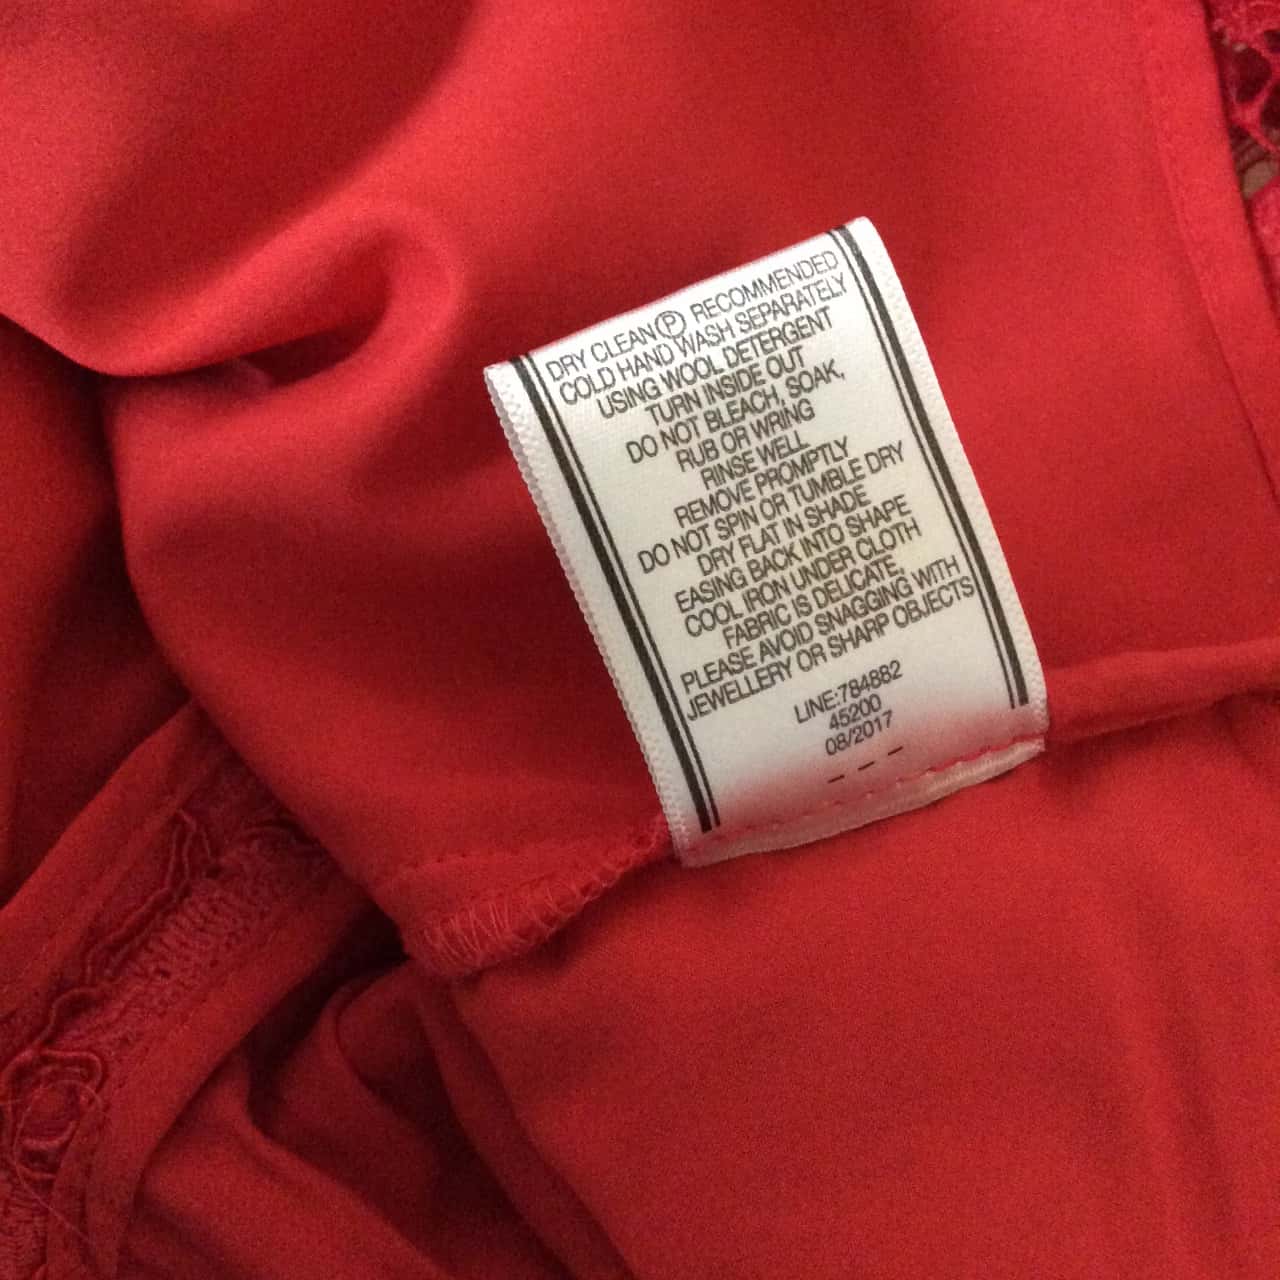 DRY CLEAN Ⓟ RECOMMENDED
COLD HAND WASH SEPARATELY
USING WOOL DETERGENT
TURN INSIDE OUT
DO NOT BLEACH, SOAK,
RUB OR WRING
RINSE WELL
REMOVE PROMPTLY
DO NOT SPIN OR TUMBLE DRY
DRY FLAT IN SHADE
EASING BACK INTO SHAPE
COOL IRON UNDER CLOTH
FABRIC IS DELICATE,
PLEASE AVOID SNAGGING WITH
JEWELLERY OR SHARP OBJECTS
LINE:784882
45200
08/2017
– – –